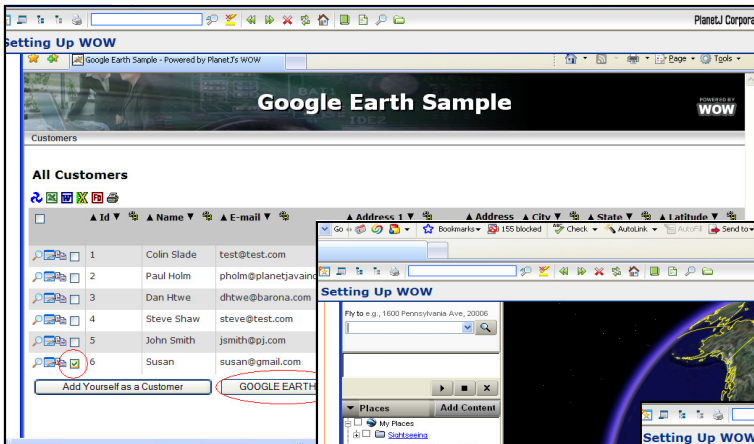 PlanetJ Corpora
Setting Up WOW
Google Earth Sample - Powered by PlanetJ's WOW
Page Tools
Google Earth Sample
POWERED BY
WOW
Customers
All Customers
Id Name E-mail Address 1 Address City State Latitude
1 Colin Slade test@test.com
2 Paul Holm pholm@planetjavainc
3 Dan Htwe dhtwe@barona.com
4 Steve Shaw steve@test.com
5 John Smith jsmith@pj.com
6 Susan susan@gmail.com
Add Yourself as a Customer GOOGLE EARTH
Go Bookmarks 155 blocked Check AutoLink AutoFill Send to
Setting Up WOW
Fly to e.g., 1600 Pennsylvania Ave, 20006
Places Add Content
My Places
Sightseeing
Setting Up WOW